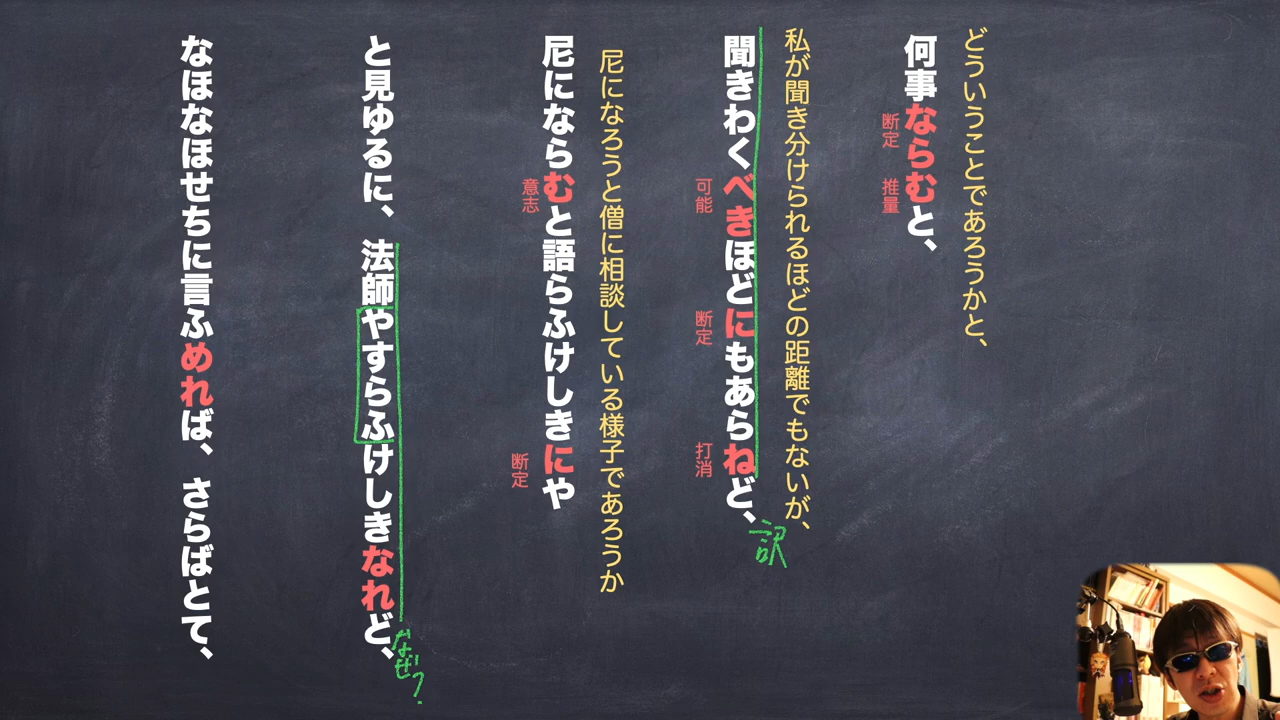 どういうことであろうかと、
何事ならむと、
断定
推量
私が聞き分けられるほどの距離でもないが、
聞きわくべきほどにもあらねど、
可能
断定
打消
訳
尼になろうと僧に相談している様子であろうか
尼にならむと語らふけしきにや
意志
断定
と見ゆるに、法師やすらふけしきなれど、
なぜ?
なほなほせちに言ふめれば、さらばとて、